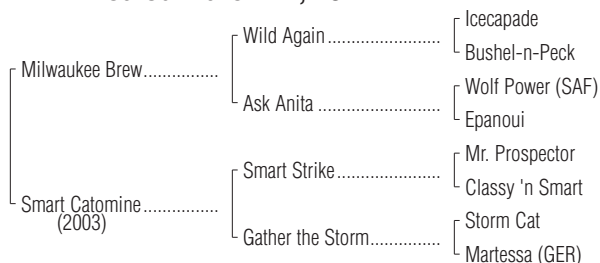 Icecapade
Wild Again
Bushel-n-Peck
Milwaukee Brew
Wolf Power (SAF)
Ask Anita
Epanoui
Mr. Prospector
Smart Strike
Classy 'n Smart
Smart Catomine
(2003)
Storm Cat
Gather the Storm
Martessa (GER)